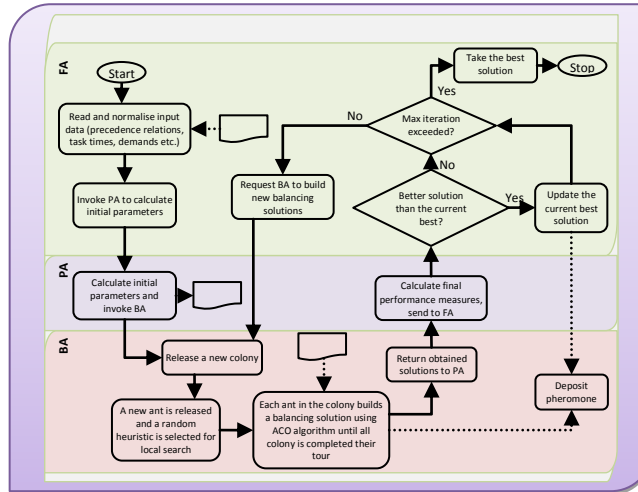 FA
Start
Read and normalise input
data (precedence relations,
task times, demands etc.)
Invoke PA to calculate
initial parameters
Take the best
solution
Stop
Yes
No
Max iteration
exceeded?
Request BA to build
new balancing
solutions
No
Better solution
than the current
best?
Yes
Update the
current best
solution
PA
Calculate initial
parameters and
invoke BA
Calculate final
performance measures,
send to FA
BA
Release a new colony
Return obtained
solutions to PA
A new ant is released
and a random
heuristic is selected for
local search
Each ant in the colony builds
a balancing solution using
ACO algorithm until all
colony is completed their
tour
Deposit
pheromone